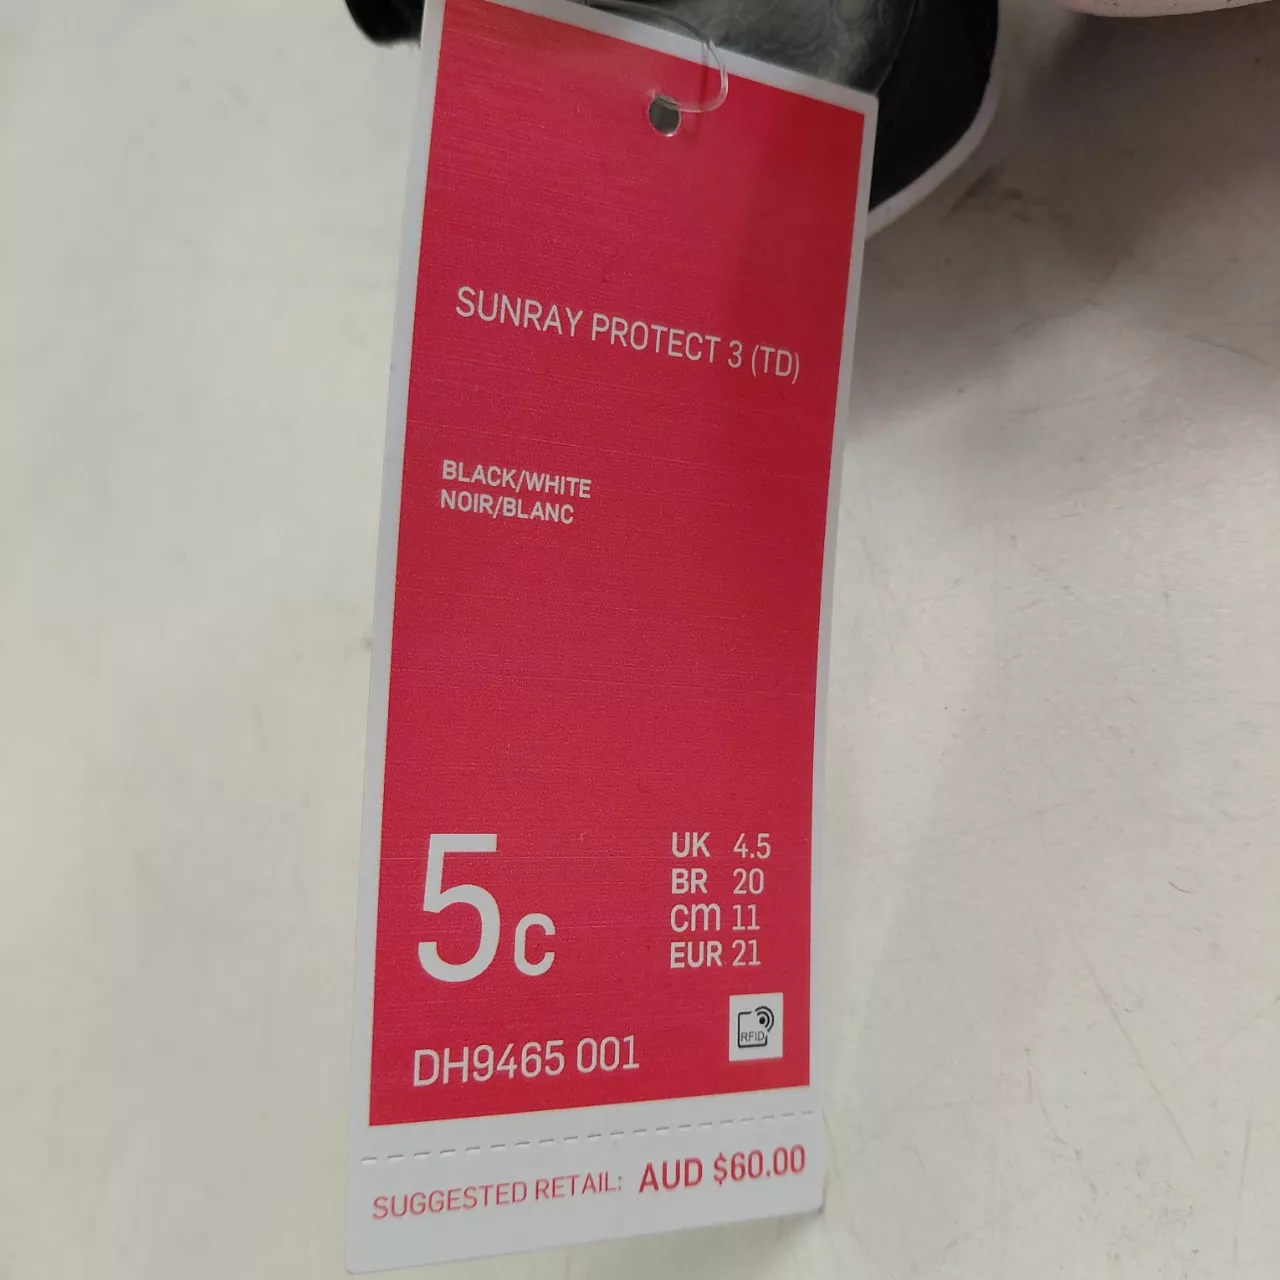 SUNRAY PROTECT 3 (TD)
BLACK/WHITE
NOIR/BLANC
5C
UK 4.5
BR 20
cm 11
EUR 21
RFID
DH9465 001
SUGGESTED RETAIL: AUD $60.00